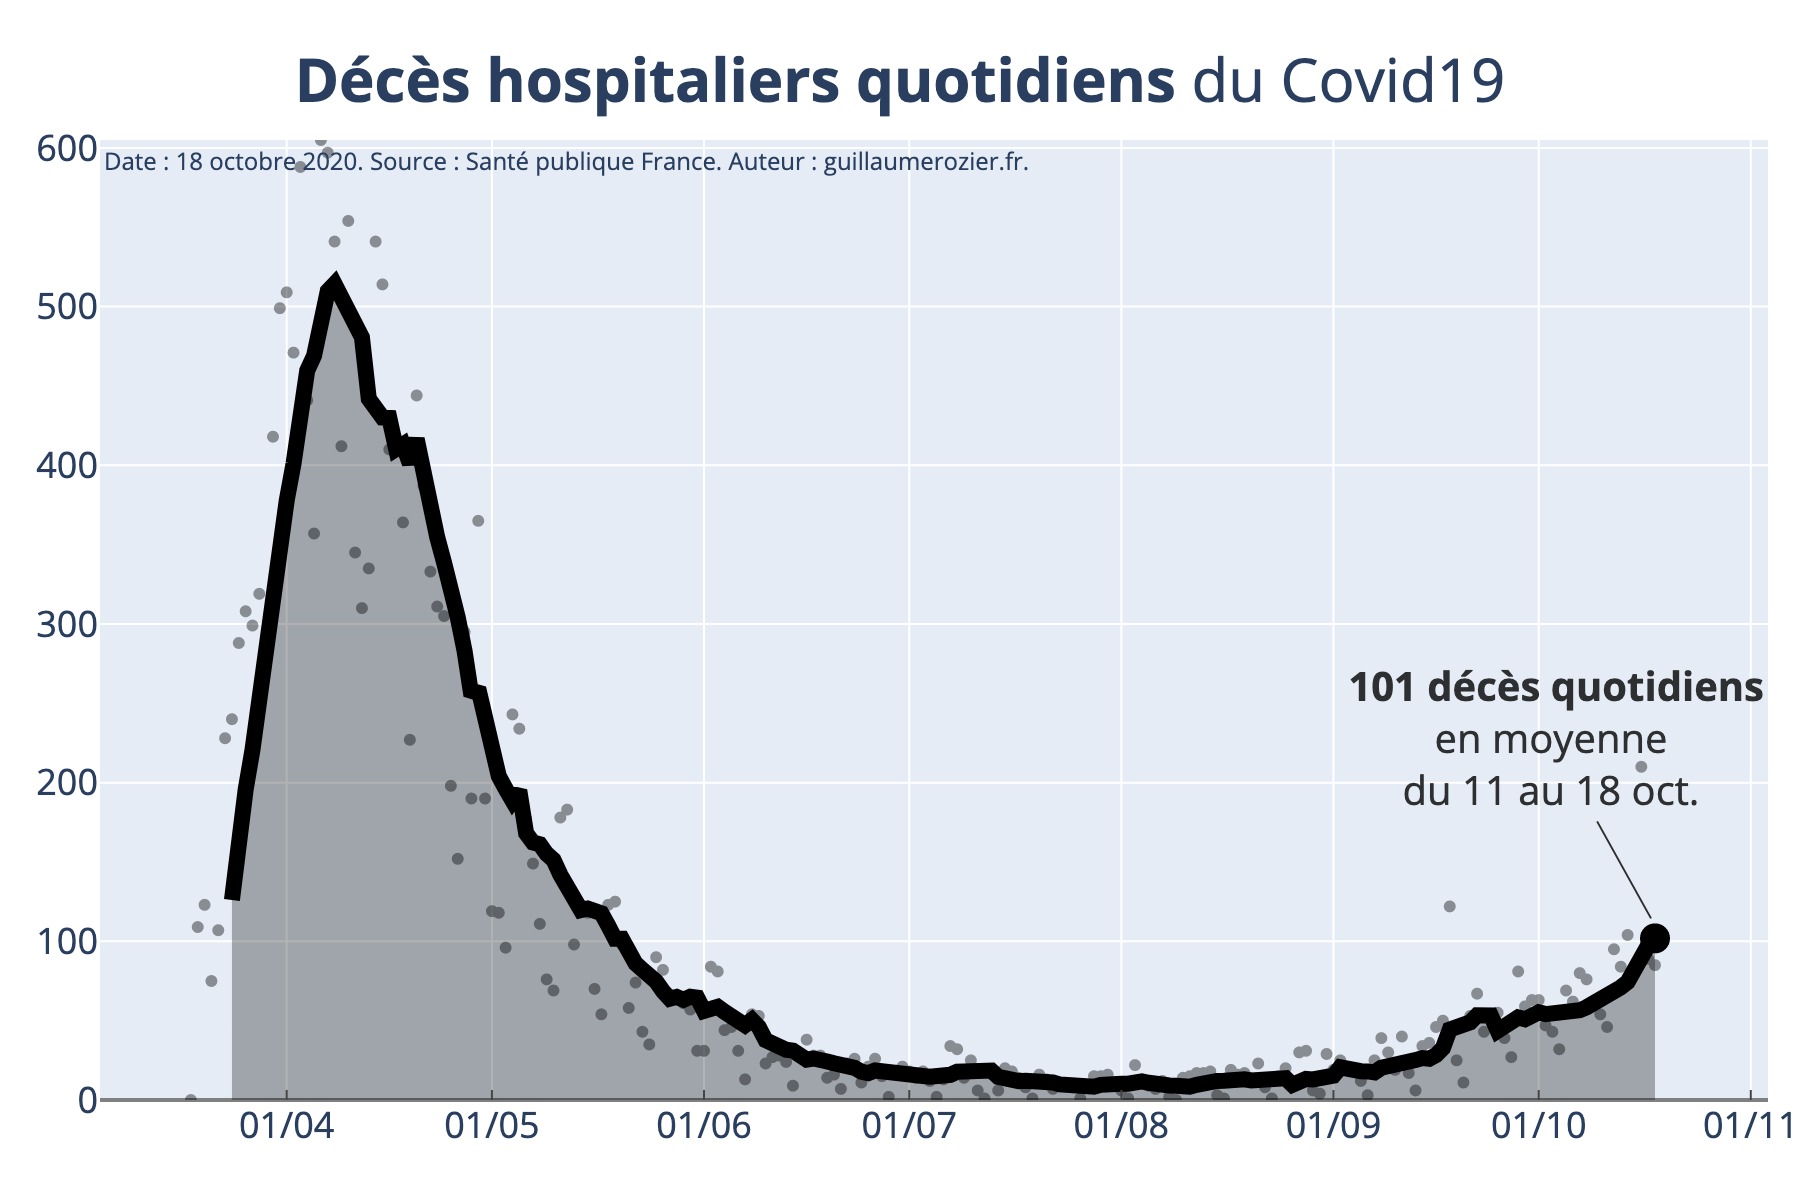 Décès hospitaliers quotidiens du Covid19
600
Date : 18 octobre 2020. Source : Santé publique France. Auteur : guillaumerozier.fr.
500
400
300
101 décès quotidiens
en moyenne
200
du 11 au 18 oct.
100
0
01/04 01/05 01/06 01/07 01/08 01/09 01/10 01/11